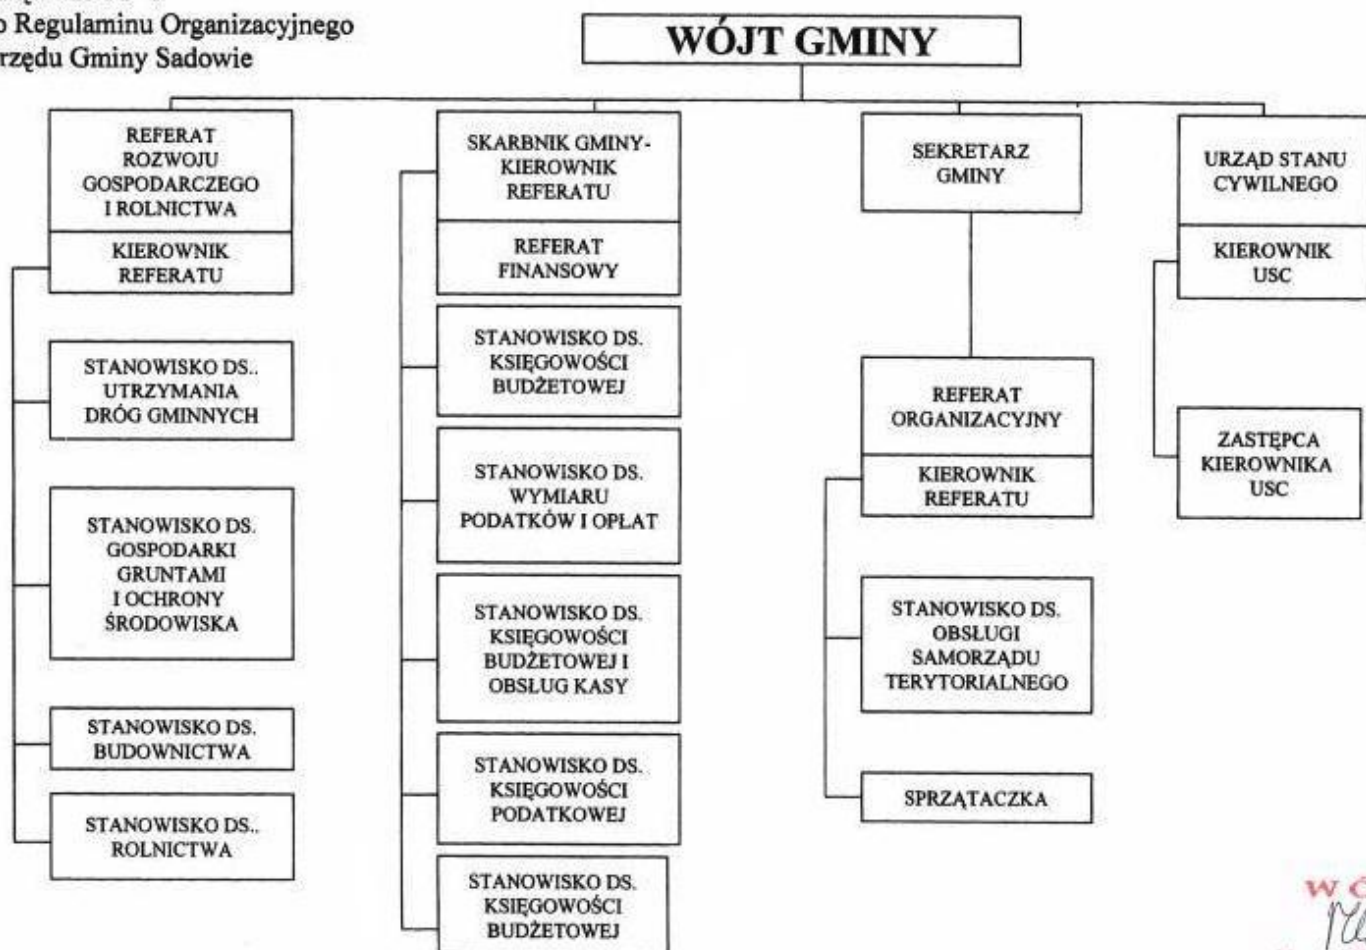 o Regulaminu Organizacyjnego
rzędu Gminy Sadowie
WÓJT GMINY
REFERAT
ROZWOJU
GOSPODARCZEGO
I ROLNICTWA
KIEROWNIK
REFERATU
STANOWISKO DS..
UTRZYMANIA
DRÓG GMINNYCH
STANOWISKO DS.
GOSPODARKI
GRUNTAMI
I OCHRONY
ŚRODOWISKA
STANOWISKO DS.
BUDOWNICTWA
STANOWISKO DS..
ROLNICTWA
SKARBNIK GMINY-
KIEROWNIK
REFERATU
REFERAT
FINANSOWY
STANOWISKO DS.
KSIĘGOWOŚCI
BUDŻETOWEJ
STANOWISKO DS.
WYMIARU
PODATKÓW I OPŁAT
STANOWISKO DS.
KSIĘGOWOŚCI
BUDŻETOWEJ I
OBSŁUG KASY
STANOWISKO DS.
KSIĘGOWOŚCI
PODATKOWEJ
STANOWISKO DS.
KSIĘGOWOŚCI
BUDŻETOWEJ
SEKRETARZ
GMINY
REFERAT
ORGANIZACYJNY
KIEROWNIK
REFERATU
STANOWISKO DS.
OBSŁUGI
SAMORZĄDU
TERYTORIALNEGO
SPRZĄTACZKA
URZĄD STANU
CYWILNEGO
KIEROWNIK
USC
ZASTĘPCA
KIEROWNIKA
USC
W Ó